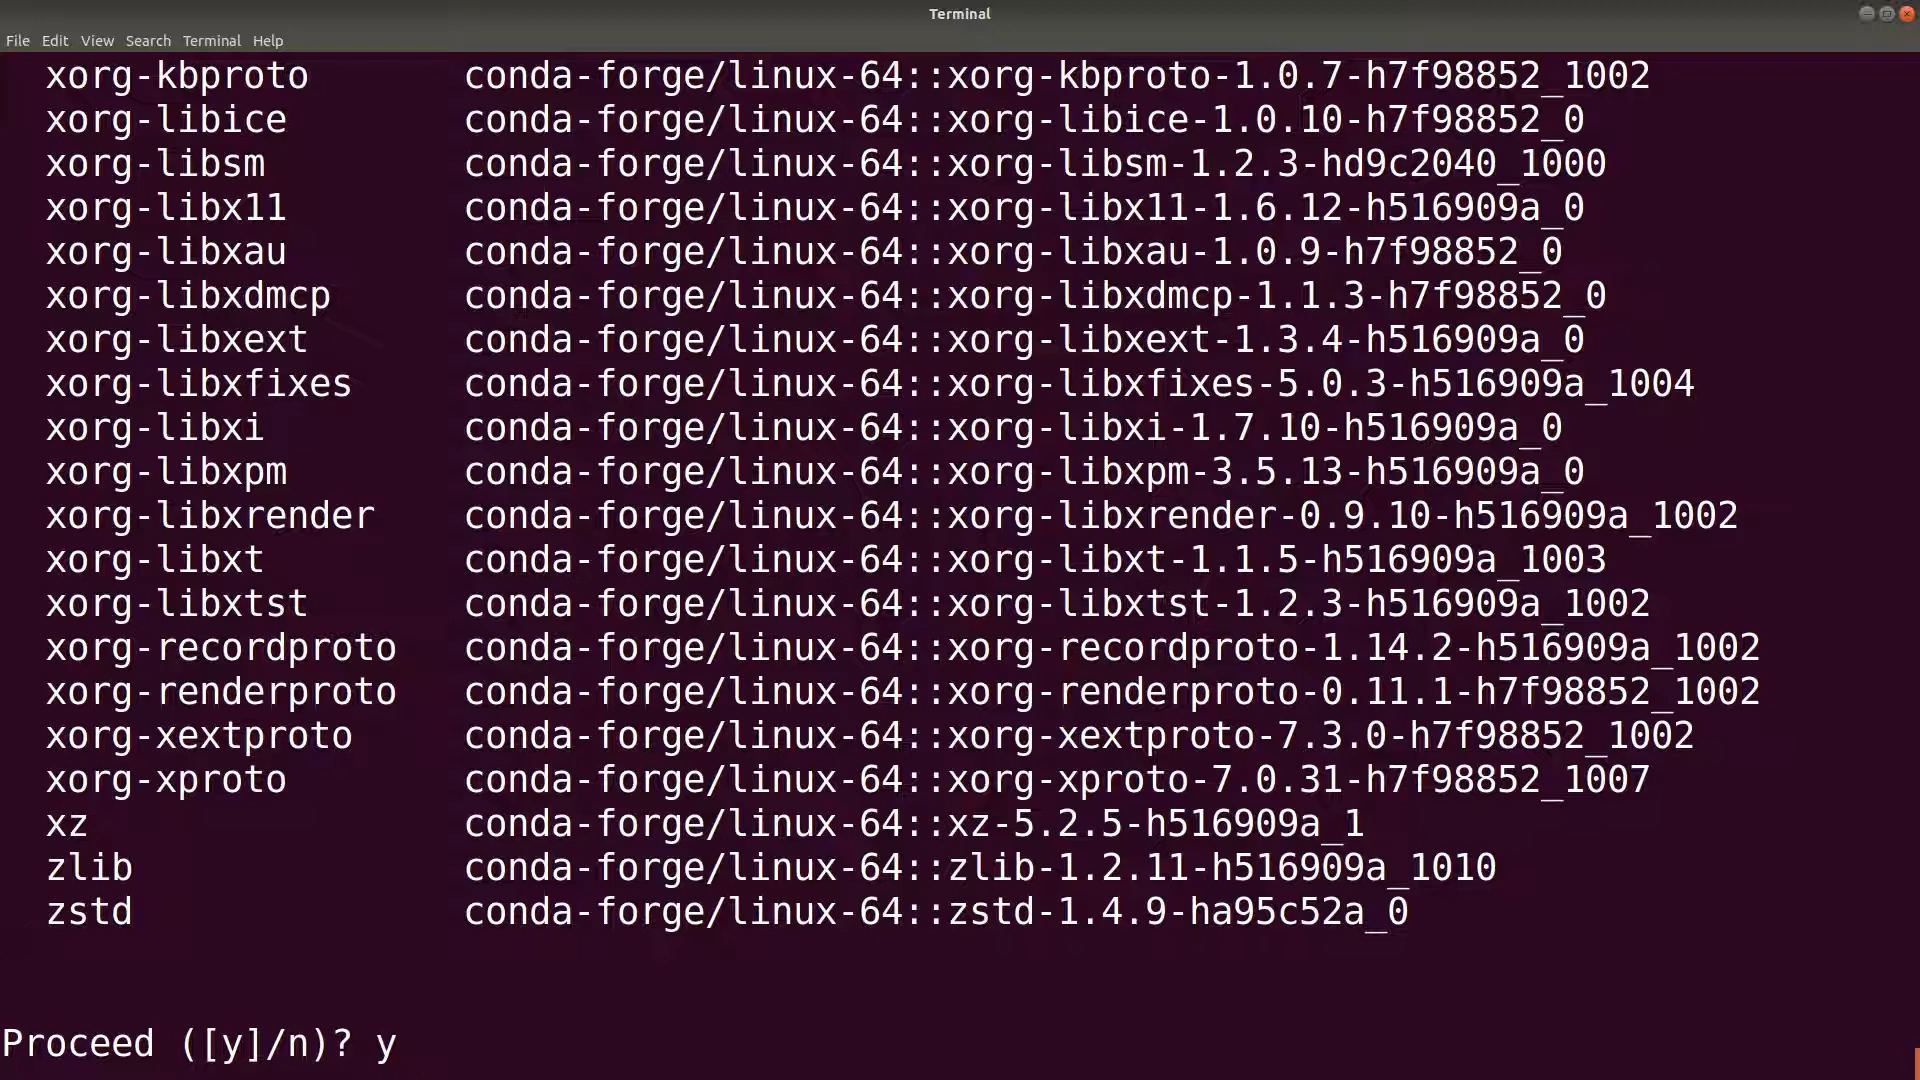 Terminal
File Edit View Search Terminal Help
xorg-kbproto conda-forge/linux-64::xorg-kbproto-1.0.7-h7f98852_1002
xorg-libice conda-forge/linux-64::xorg-libice-1.0.10-h7f98852_0
xorg-libsm conda-forge/linux-64::xorg-libsm-1.2.3-hd9c2040_1000
xorg-libx11 conda-forge/linux-64::xorg-libx11-1.6.12-h516909a_0
xorg-libxau conda-forge/linux-64::xorg-libxau-1.0.9-h7f98852_0
xorg-libxdmcp conda-forge/linux-64::xorg-libxdmcp-1.1.3-h7f98852_0
xorg-libxext conda-forge/linux-64::xorg-libxext-1.3.4-h516909a_0
xorg-libxfixes conda-forge/linux-64::xorg-libxfixes-5.0.3-h516909a_1004
xorg-libxi conda-forge/linux-64::xorg-libxi-1.7.10-h516909a_0
xorg-libxpm conda-forge/linux-64::xorg-libxpm-3.5.13-h516909a_0
xorg-libxrender conda-forge/linux-64::xorg-libxrender-0.9.10-h516909a_1002
xorg-libxt conda-forge/linux-64::xorg-libxt-1.1.5-h516909a_1003
xorg-libxtst conda-forge/linux-64::xorg-libxtst-1.2.3-h516909a_1002
xorg-recordproto conda-forge/linux-64::xorg-recordproto-1.14.2-h516909a_1002
xorg-renderproto conda-forge/linux-64::xorg-renderproto-0.11.1-h7f98852_1002
xorg-xextproto conda-forge/linux-64::xorg-xextproto-7.3.0-h7f98852_1002
xorg-xproto conda-forge/linux-64::xorg-xproto-7.0.31-h7f98852_1007
xz conda-forge/linux-64::xz-5.2.5-h516909a_1
zlib conda-forge/linux-64::zlib-1.2.11-h516909a_1010
zstd conda-forge/linux-64::zstd-1.4.9-ha95c52a_0
Proceed ([y]/n)? y